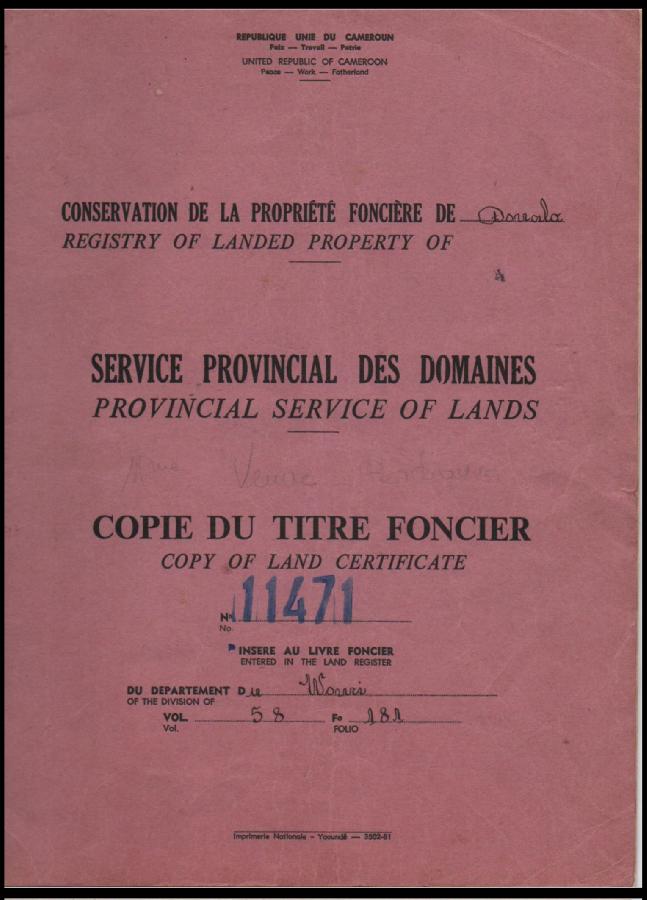 REPUBLIQUE UNIE DU CAMEROUN
Paix — Travail — Patrie
UNITED REPUBLIC OF CAMEROON
Peace — Work — Fatherland
CONSERVATION DE LA PROPRIÉTÉ FONCIÈRE DE Douala
REGISTRY OF LANDED PROPERTY OF
SERVICE PROVINCIAL DES DOMAINES
PROVINCIAL SERVICE OF LANDS
Mme Veuve
COPIE DU TITRE FONCIER
COPY OF LAND CERTIFICATE
No 11471
No.
INSERE AU LIVRE FONCIER
ENTERED IN THE LAND REGISTER
DU DEPARTEMENT Du Wouri
OF THE DIVISION OF
VOL. 58 Fo 181
Vol. FOLIO
Imprimerie Nationale - Yaoundé — 3502-81